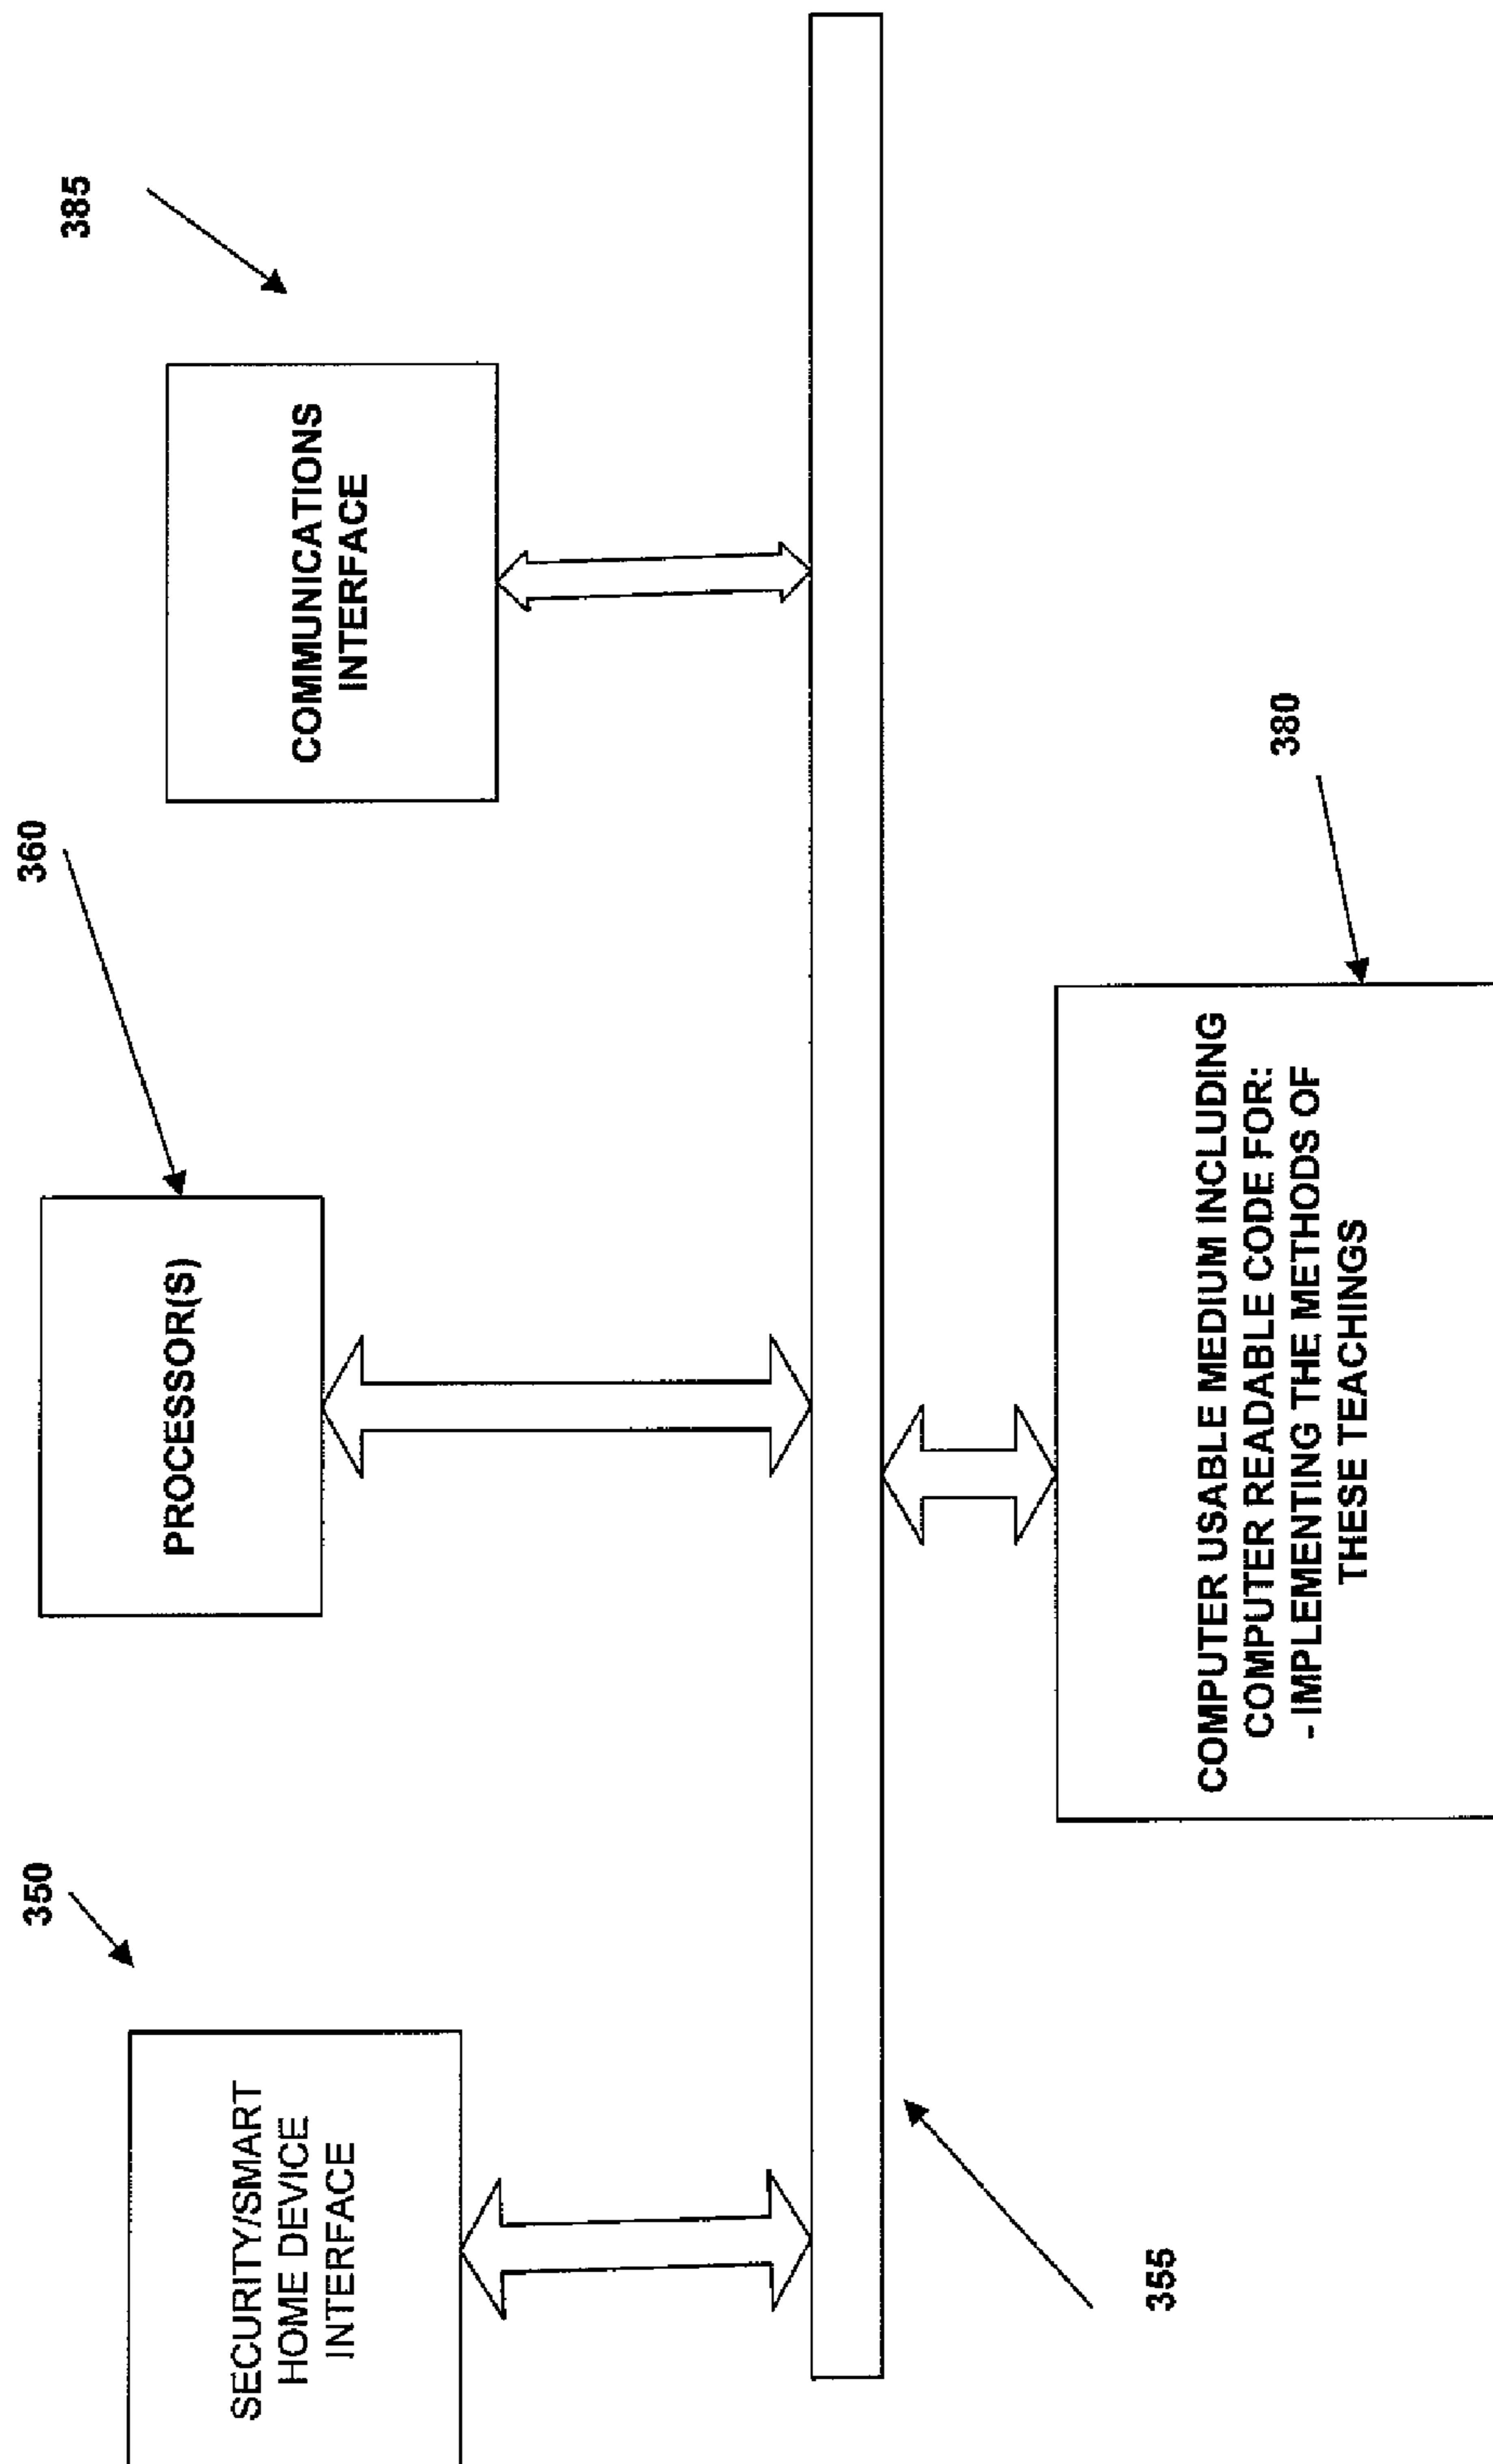 350
SECURITY/SMART
HOME DEVICE
INTERFACE
360
PROCESSOR(S)
385
COMMUNICATIONS
INTERFACE
355
380
COMPUTER USABLE MEDIUM INCLUDING
COMPUTER READABLE CODE FOR:
- IMPLEMENTING THE METHODS OF
THESE TEACHINGS